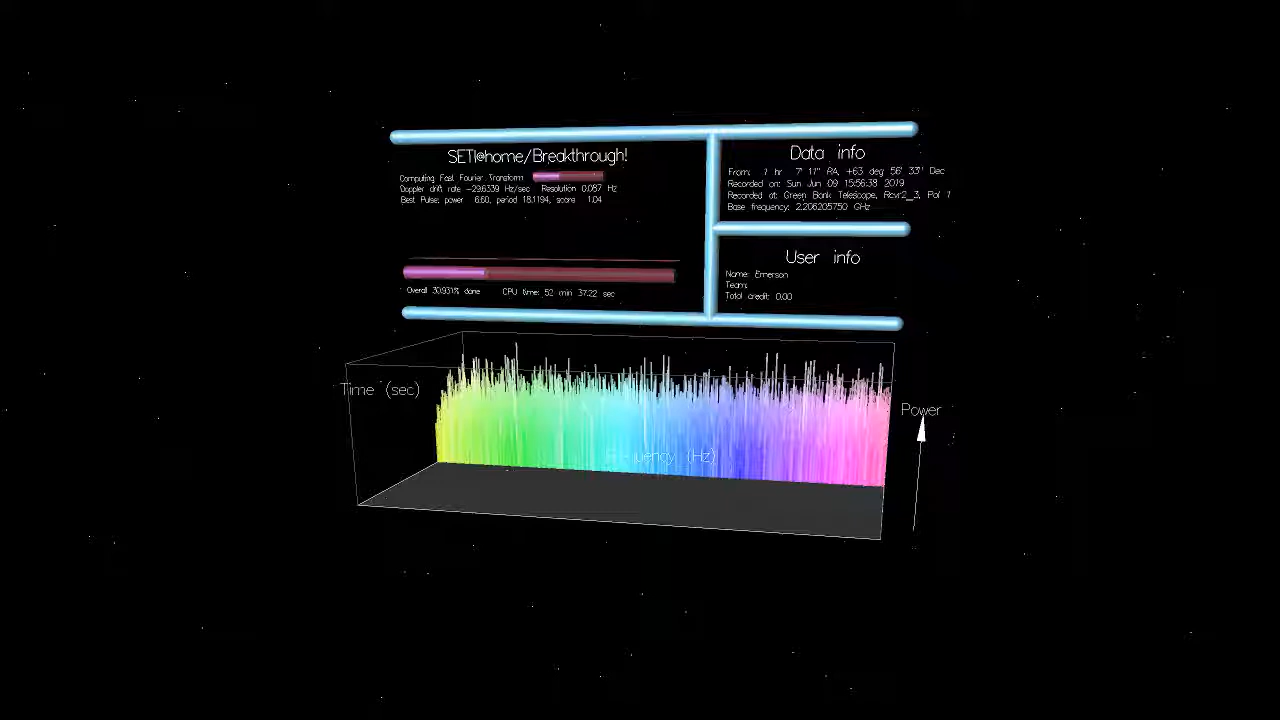 SETI@home/Breakthrough!
Computing Fast Fourier Transform
Doppler drift rate -29.6339 Hz/sec Resolution 0.087 Hz
Best Pulse: power 6.60, period 18.1194, score 1.04
Overall 30.931% done CPU time: 52 min 37.22 sec
Data info
From: 1 hr 7' 11" RA, +63 deg 56' 33" Dec
Recorded on: Sun Jun 09 15:56:38 2019
Recorded at: Green Bank Telescope, Rcvr2_3, Pol 1
Base frequency: 2.206205750 GHz
User info
Name: Emerson
Team:
Total credit: 0.00
Time (sec)
Power
Frequency (Hz)